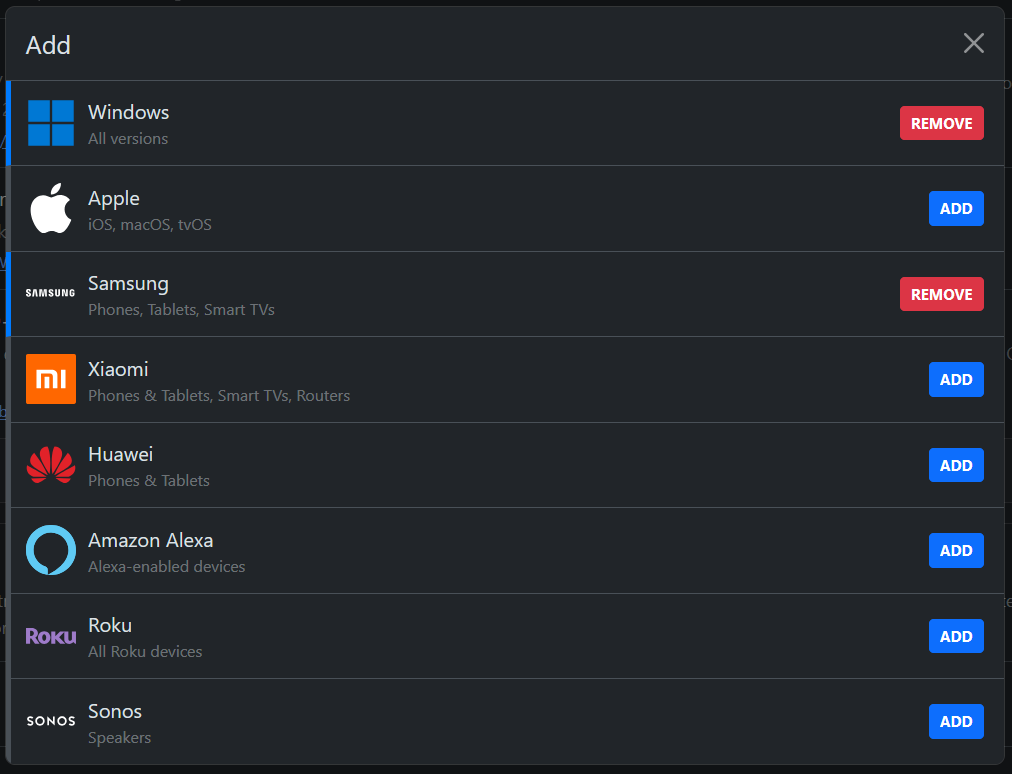 Add
Windows
All versions
REMOVE
Apple
iOS, macOS, tvOS
ADD
SAMSUNG
Samsung
Phones, Tablets, Smart TVs
REMOVE
mi
Xiaomi
Phones & Tablets, Smart TVs, Routers
ADD
Huawei
Phones & Tablets
ADD
Amazon Alexa
Alexa-enabled devices
ADD
ROKU
Roku
All Roku devices
ADD
SONOS
Sonos
Speakers
ADD